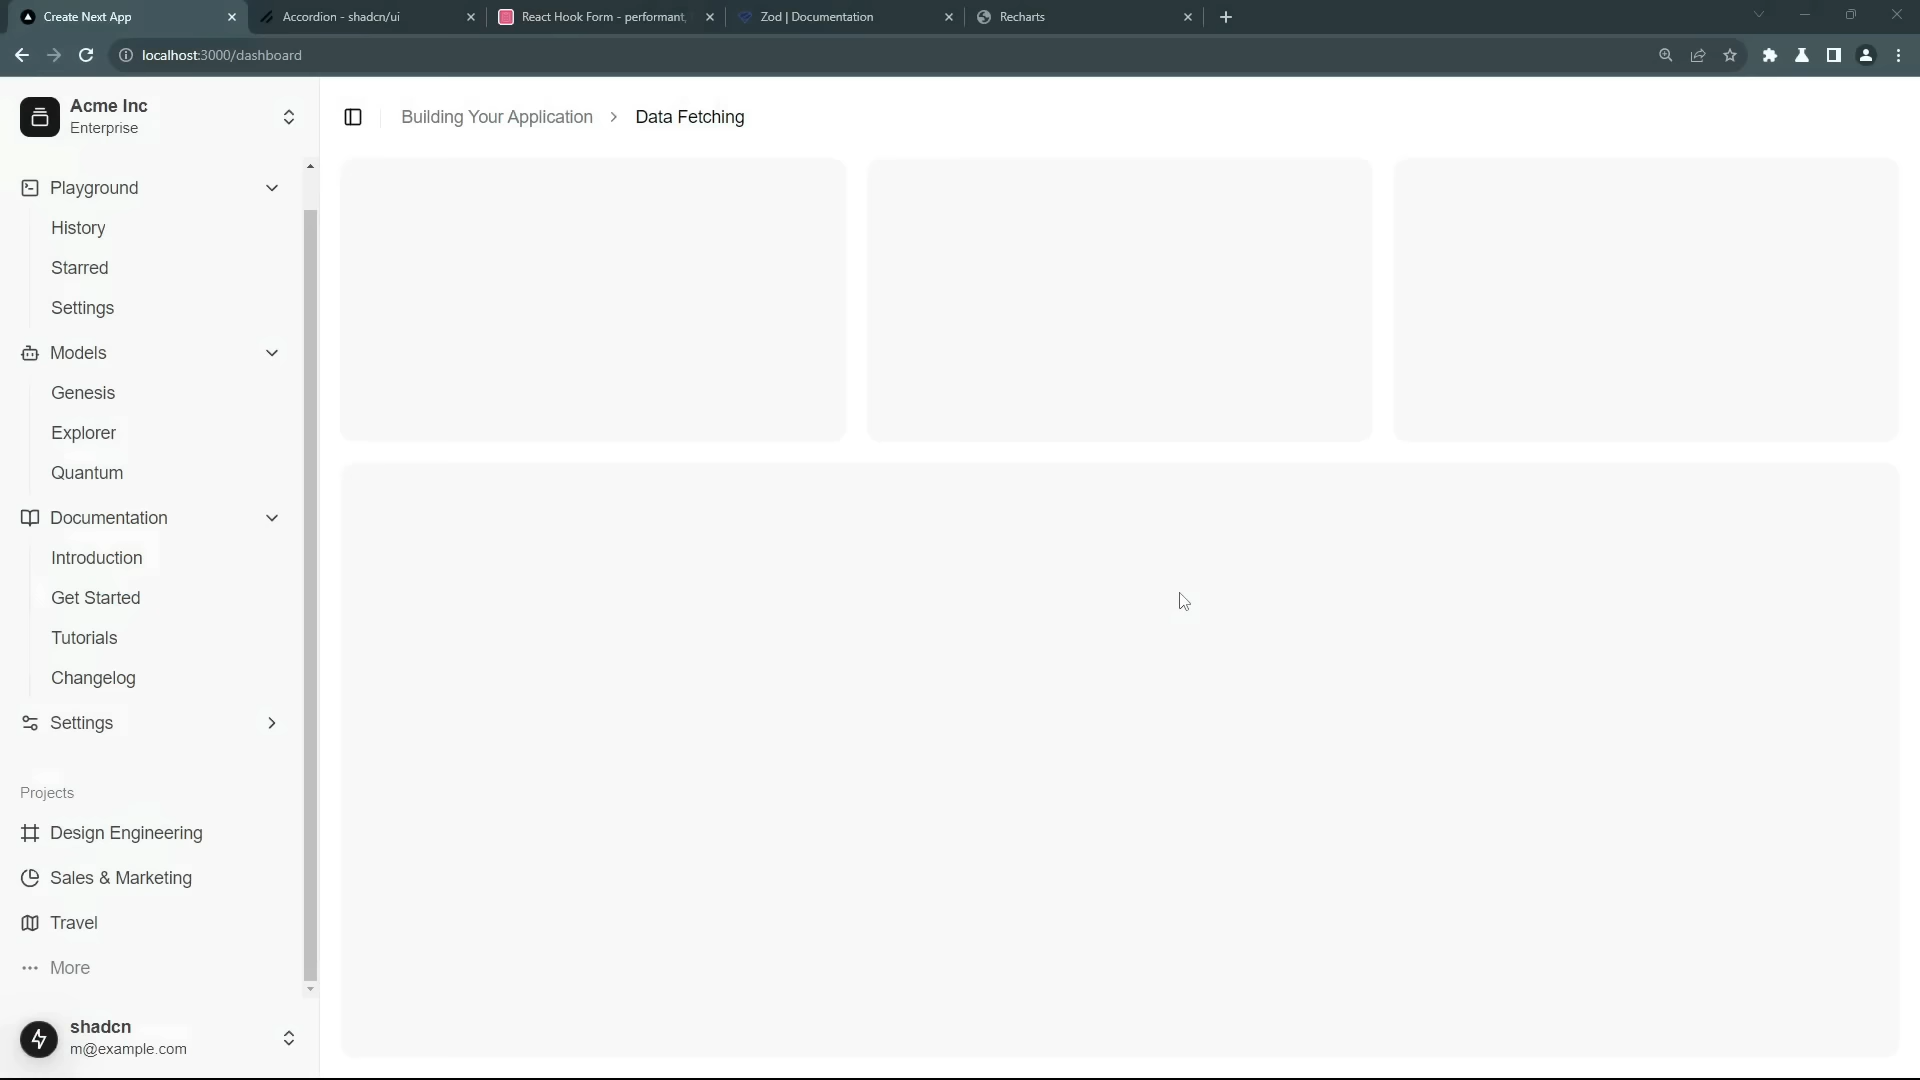 Create Next App
Accordion - shadcn/ui
React Hook Form - performant,
Zod | Documentation
Recharts
localhost:3000/dashboard
Acme Inc
Enterprise
Building Your Application
Data Fetching
Playground
History
Starred
Settings
Models
Genesis
Explorer
Quantum
Documentation
Introduction
Get Started
Tutorials
Changelog
Settings
Projects
Design Engineering
Sales & Marketing
Travel
More
shadcn
m@example.com